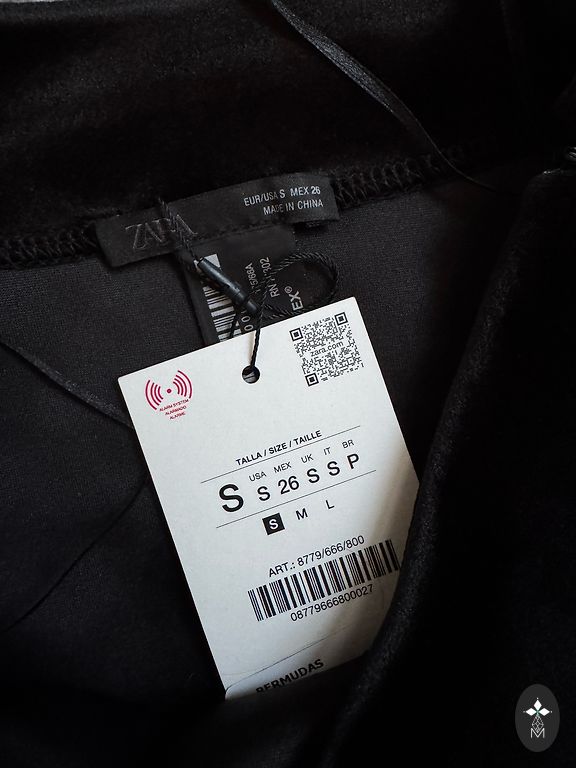 ZARA
EUR/USA S MEX 26
MADE IN CHINA
zara.com
ALARM SYSTEM
ALARMADO
ALARME
TALLA / SIZE / TAILLE
USA MEX UK IT BR
S S 26 S S P
S M L
ART.: 8779/666/800
08779666800027
BERMUDAS
M